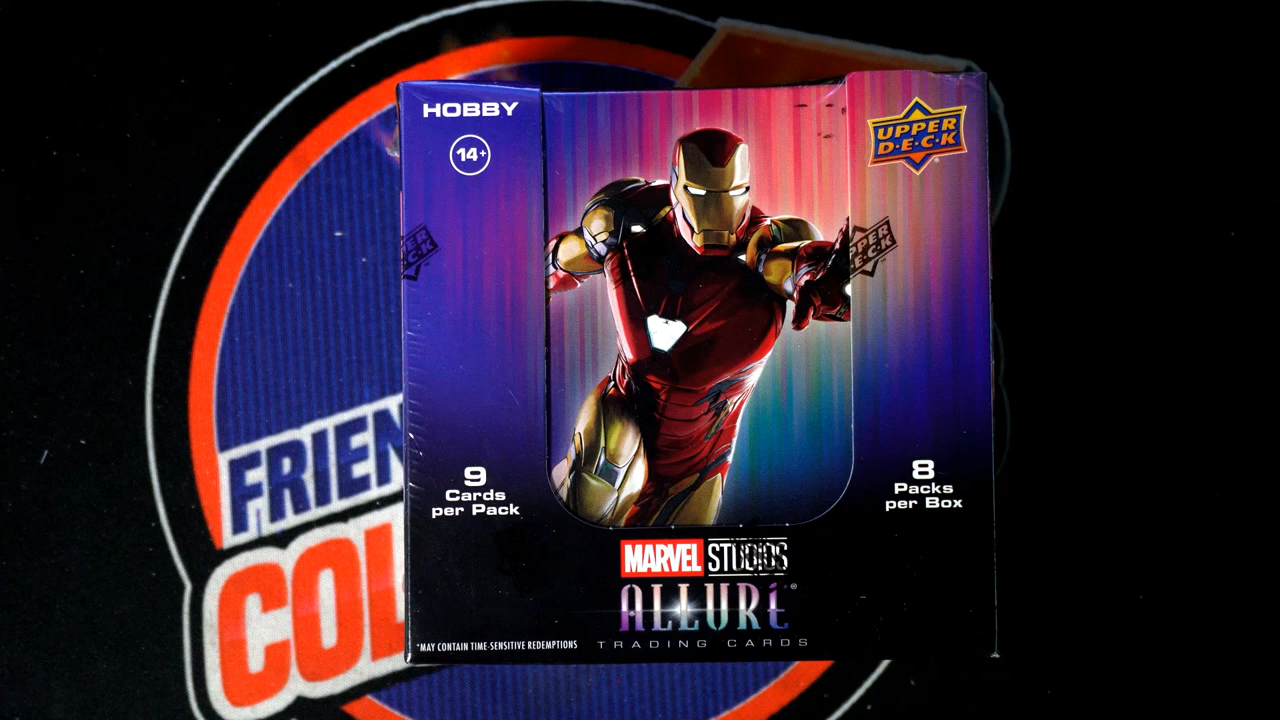 HOBBY
14+
UPPER
D·E·C·K
PER
E·C·K
9
Cards
per Pack
8
Packs
per Box
MARVEL STUDIOS
ALLURE®
TRADING CARDS
*MAY CONTAIN TIME-SENSITIVE REDEMPTIONS
FRIEN
COL